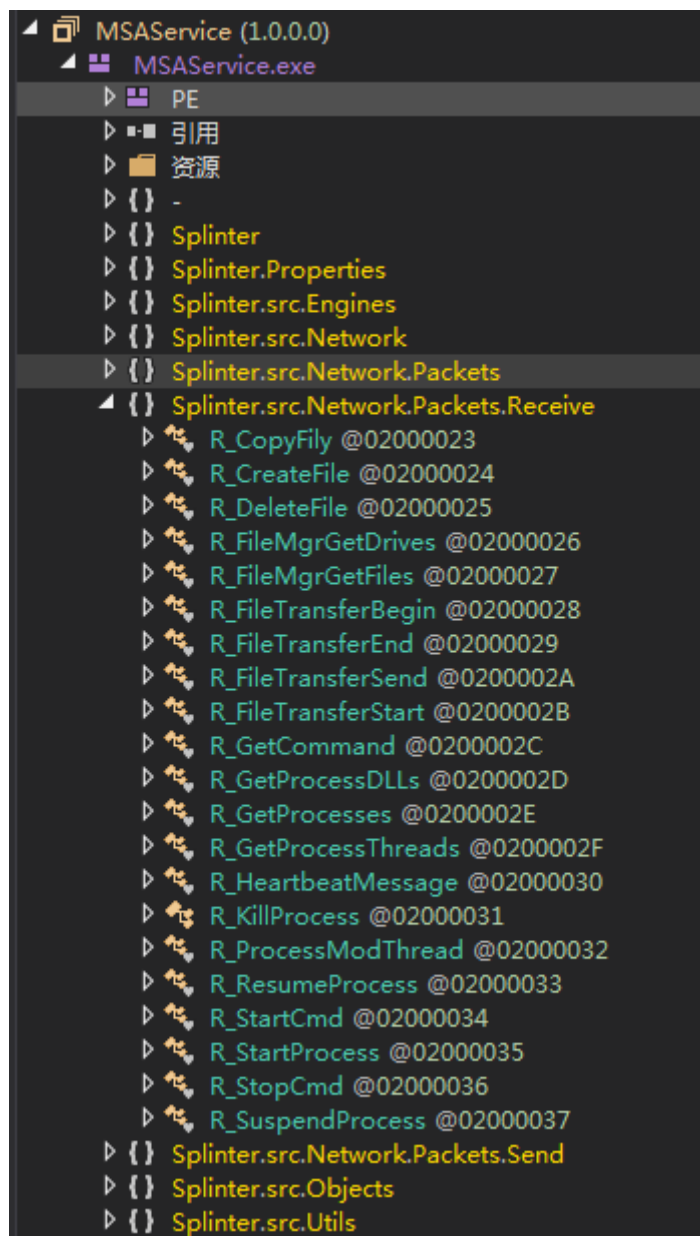 MSAService (1.0.0.0)
MSAService.exe
PE
引用
资源
{ } -
{ } Splinter
{ } Splinter.Properties
{ } Splinter.src.Engines
{ } Splinter.src.Network
{ } Splinter.src.Network.Packets
{ } Splinter.src.Network.Packets.Receive
R_CopyFily @02000023
R_CreateFile @02000024
R_DeleteFile @02000025
R_FileMgrGetDrives @02000026
R_FileMgrGetFiles @02000027
R_FileTransferBegin @02000028
R_FileTransferEnd @02000029
R_FileTransferSend @0200002A
R_FileTransferStart @0200002B
R_GetCommand @0200002C
R_GetProcessDLLs @0200002D
R_GetProcesses @0200002E
R_GetProcessThreads @0200002F
R_HeartbeatMessage @02000030
R_KillProcess @02000031
R_ProcessModThread @02000032
R_ResumeProcess @02000033
R_StartCmd @02000034
R_StartProcess @02000035
R_StopCmd @02000036
R_SuspendProcess @02000037
{ } Splinter.src.Network.Packets.Send
{ } Splinter.src.Objects
{ } Splinter.src.Utils